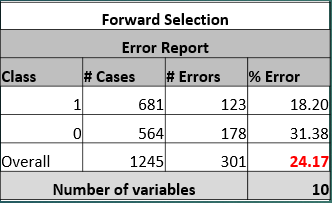 Forward Selection
Error Report
Class # Cases # Errors % Error
1 681 123 18.20
0 564 178 31.38
Overall 1245 301 24.17
Number of variables 10